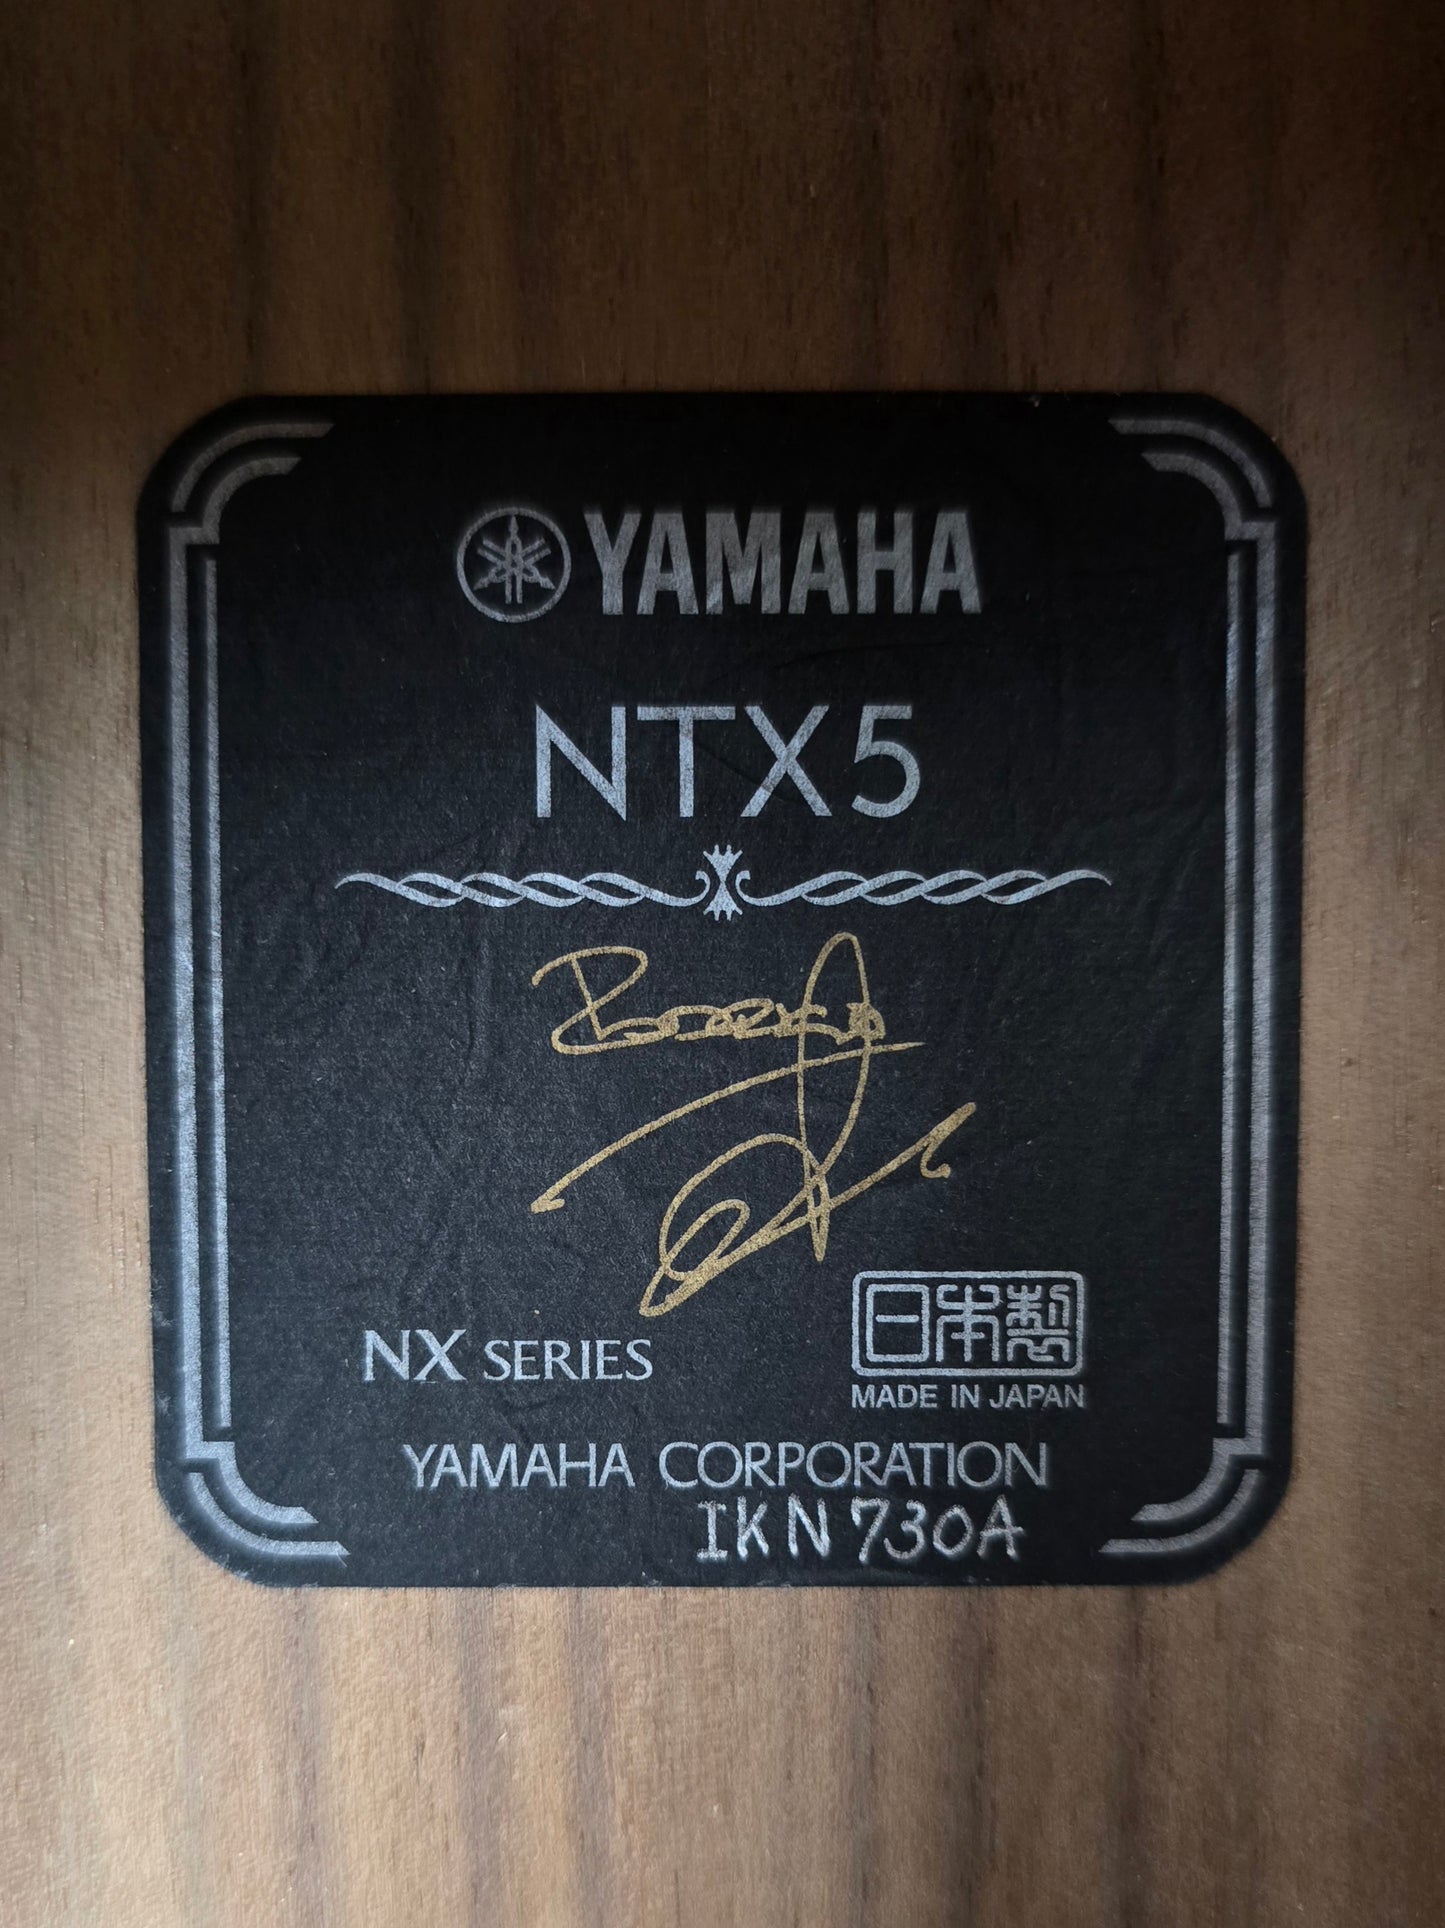 YAMAHA
NTX5
NX SERIES
日本製
MADE IN JAPAN
YAMAHA CORPORATION
IKN730A